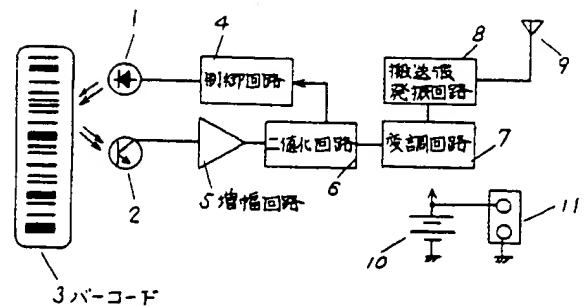 1
4
制御回路
8
搬送波
発振回路
9
二値化回路
変調回路
7
6
2
5 増幅回路
11
10
3 バーコード